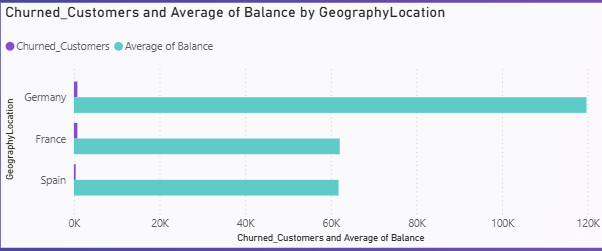 Churned_Customers and Average of Balance by GeographyLocation
Churned_Customers Average of Balance
GeographyLocation
Germany
France
Spain
0K 20K 40K 60K 80K 100K 120K
Churned_Customers and Average of Balance